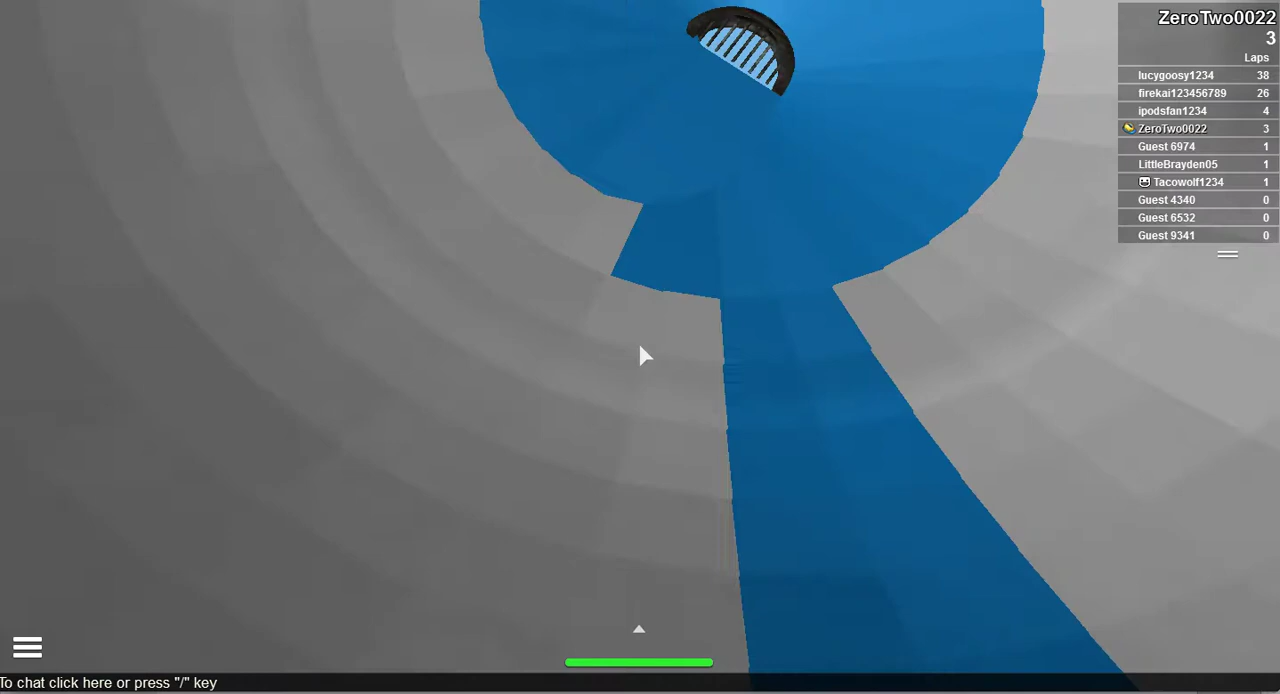 ZeroTwo0022
3
Laps
lucygoosy1234 38
firekai123456789 26
ipodsfan1234 4
ZeroTwo0022 3
Guest 6974 1
LittleBrayden05 1
Tacowolf1234 1
Guest 4340 0
Guest 6532 0
Guest 9341 0
To chat click here or press "/" key